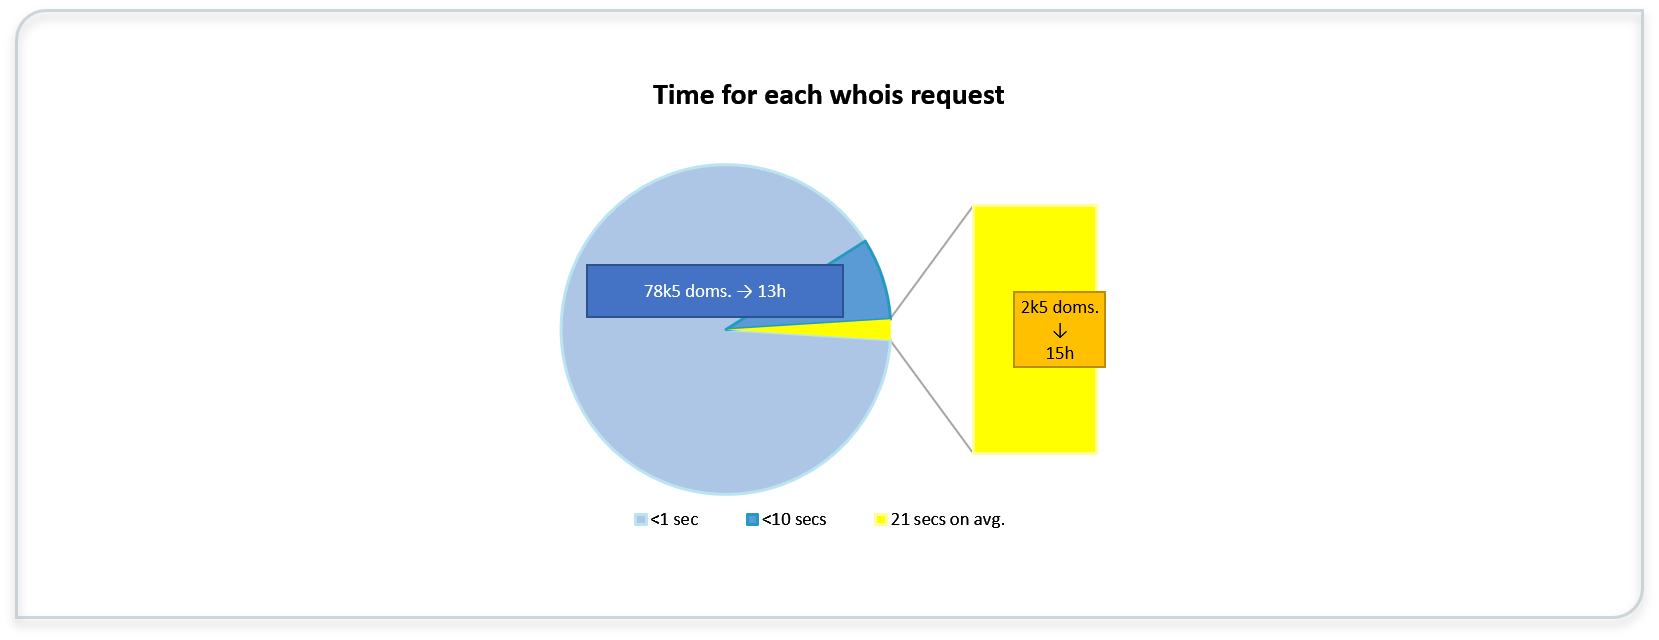 Time for each whois request
78k5 doms. → 13h
2k5 doms.
↓
15h
<1 sec
<10 secs
21 secs on avg.